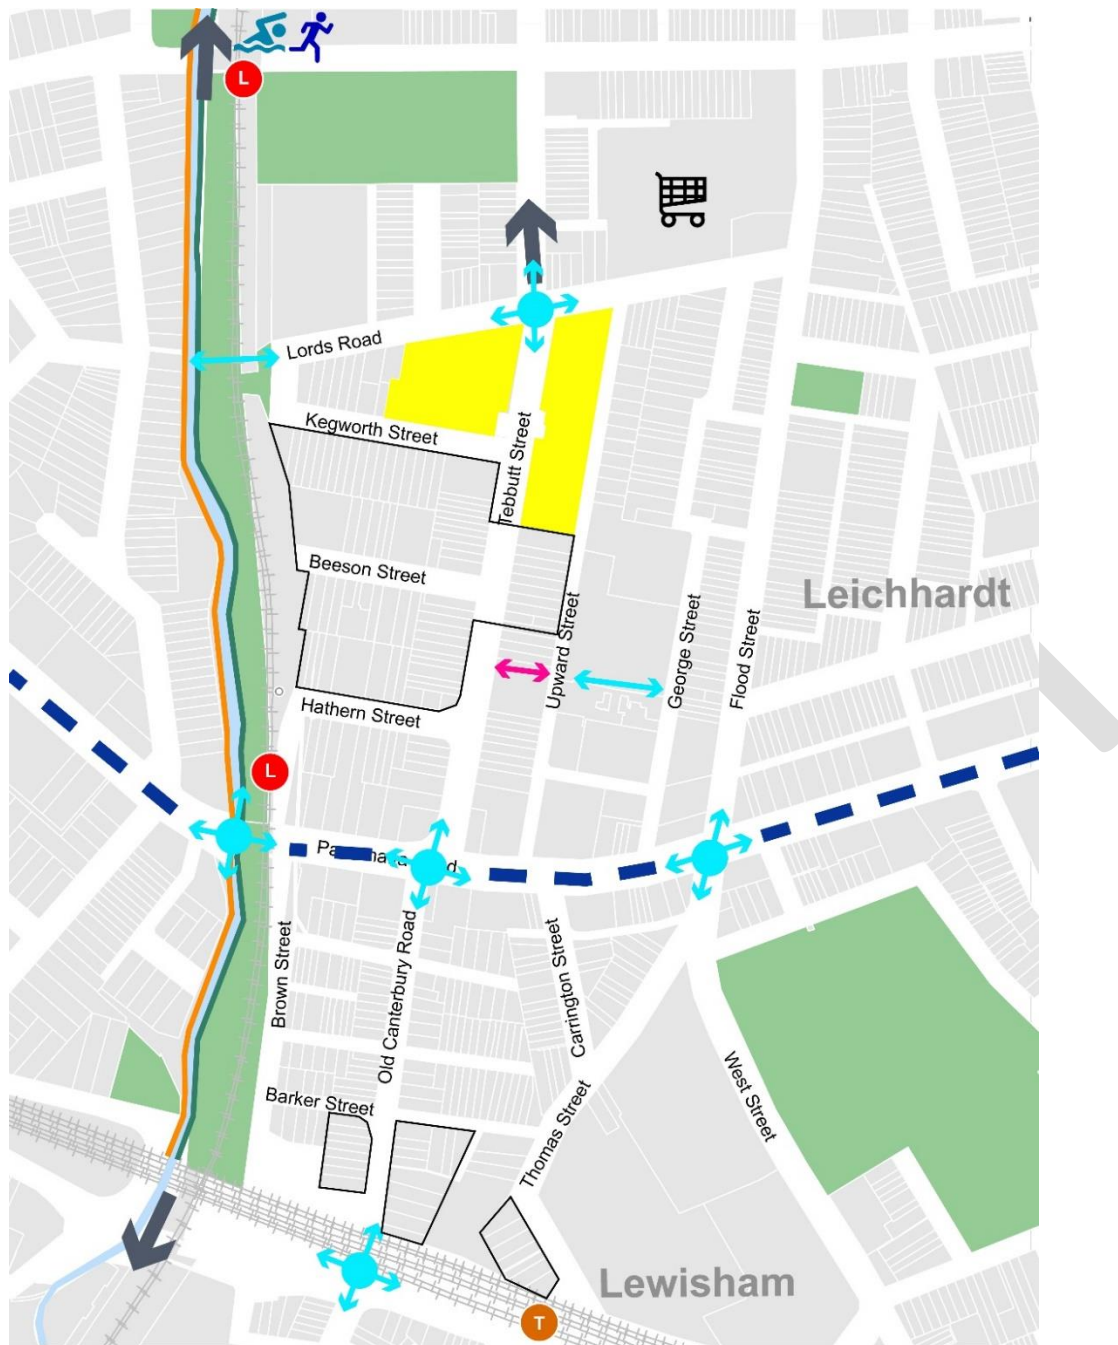 L
Lords Road
Kegworth Street
Tebbutt Street
Beeson Street
Leichhardt
Upward Street
George Street
Flood Street
Hathern Street
L
Brown Street
Old Canterbury Road
Carrington Street
West Street
Barker Street
Thomas Street
Lewisham
T